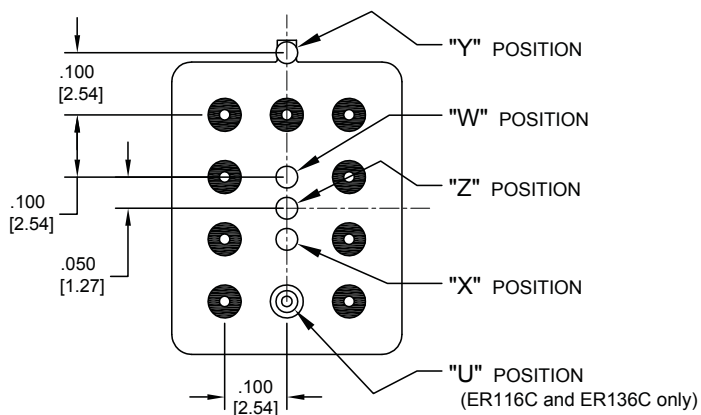 "Y" POSITION
.100
[2.54]
"W" POSITION
"Z" POSITION
.100
[2.54]
.050
[1.27]
"X" POSITION
.100
[2.54]
"U" POSITION
(ER116C and ER136C only)